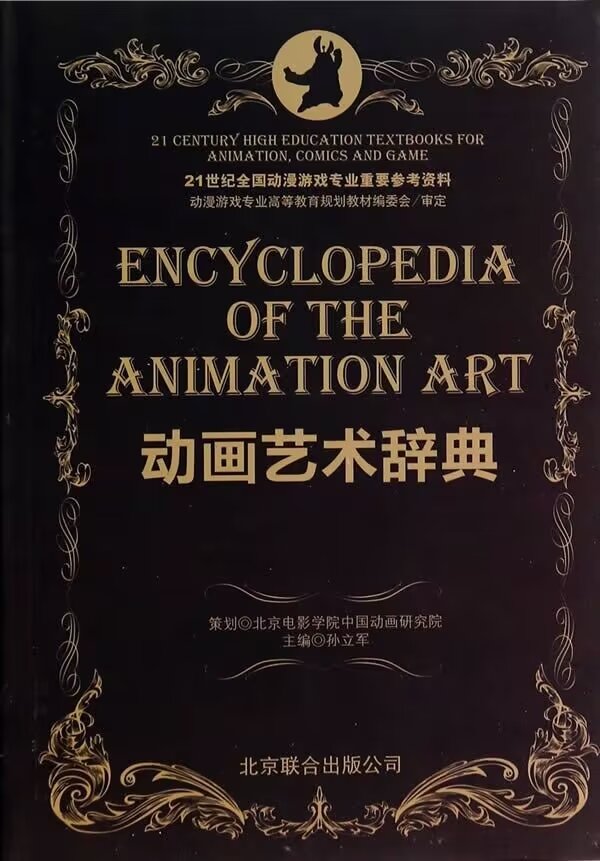 21 CENTURY HIGH EDUCATION TEXTBOOKS FOR
ANIMATION, COMICS AND GAME
21世纪全国动漫游戏专业重要参考资料
动漫游戏专业高等教育规划教材编委会/审定
ENCYCLOPEDIA
OF THE
ANIMATION ART
动画艺术辞典
策划◎北京电影学院中国动画研究院
主编◎孙立军
北京联合出版公司